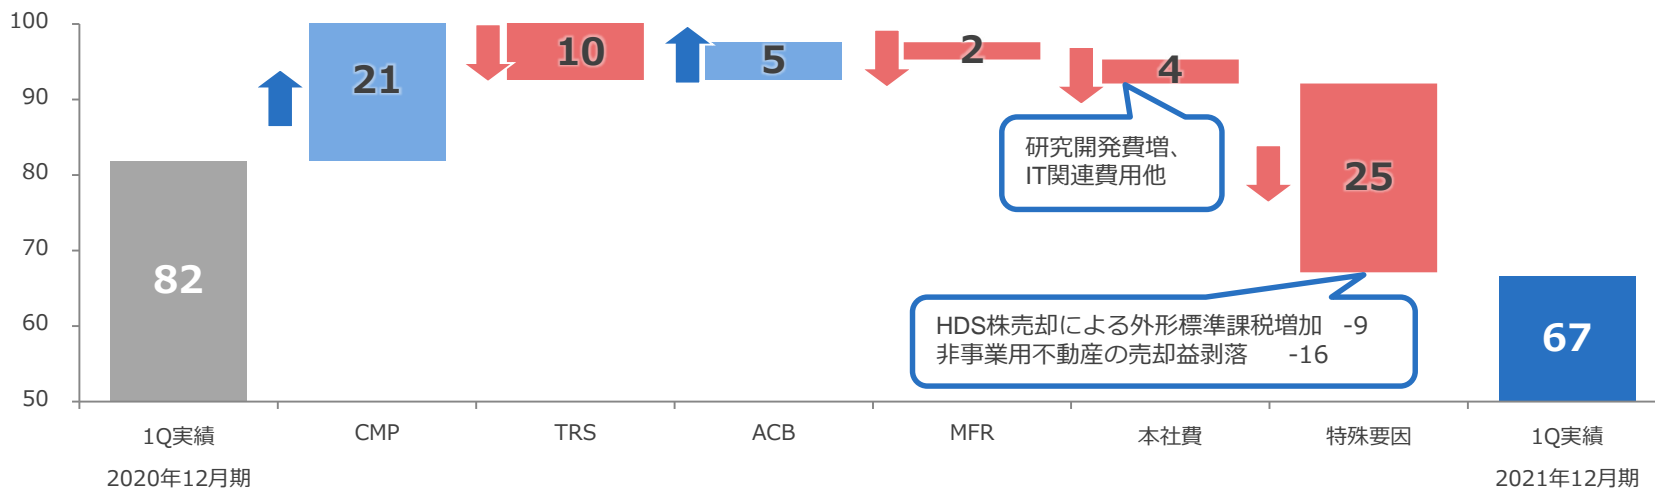 100
90
80
70
60
50
82
21
10
5
2
4
25
67
研究開発費増、
IT関連費用他
HDS株売却による外形標準課税増加 -9
非事業用不動産の売却益剥落 -16
1Q実績
2020年12月期
CMP
TRS
ACB
MFR
本社費
特殊要因
1Q実績
2021年12月期